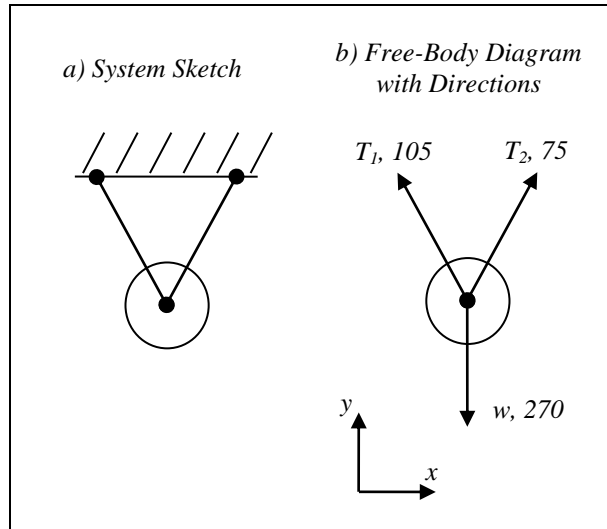 a) System Sketch
b) Free-Body Diagram
with Directions
T1, 105
T2, 75
w, 270
y
x